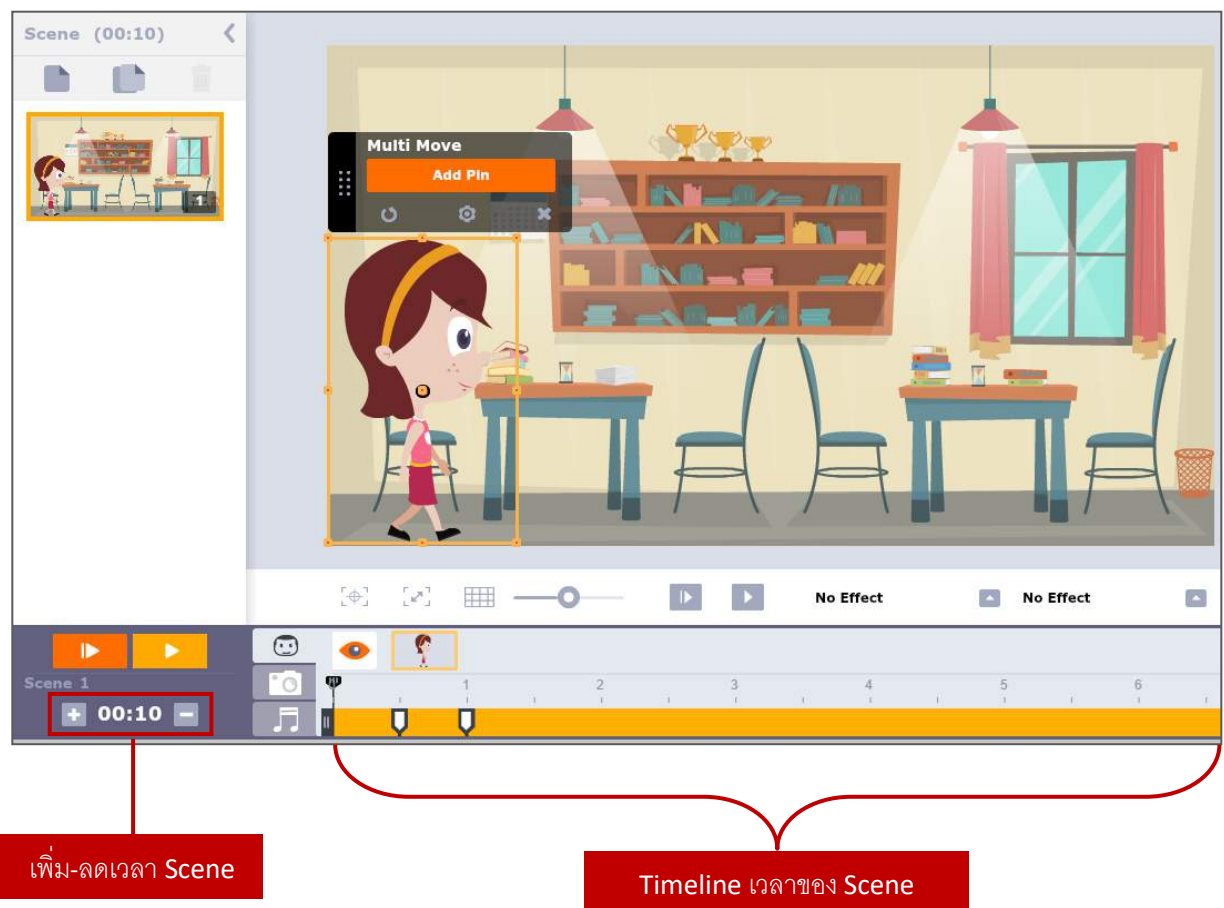 Scene (00:10)
1
Multi Move
Add Pin
No Effect
No Effect
Scene 1
00:10
1 2 3 4 5 6
เพิ่ม-ลดเวลา Scene
Timeline เวลาของ Scene